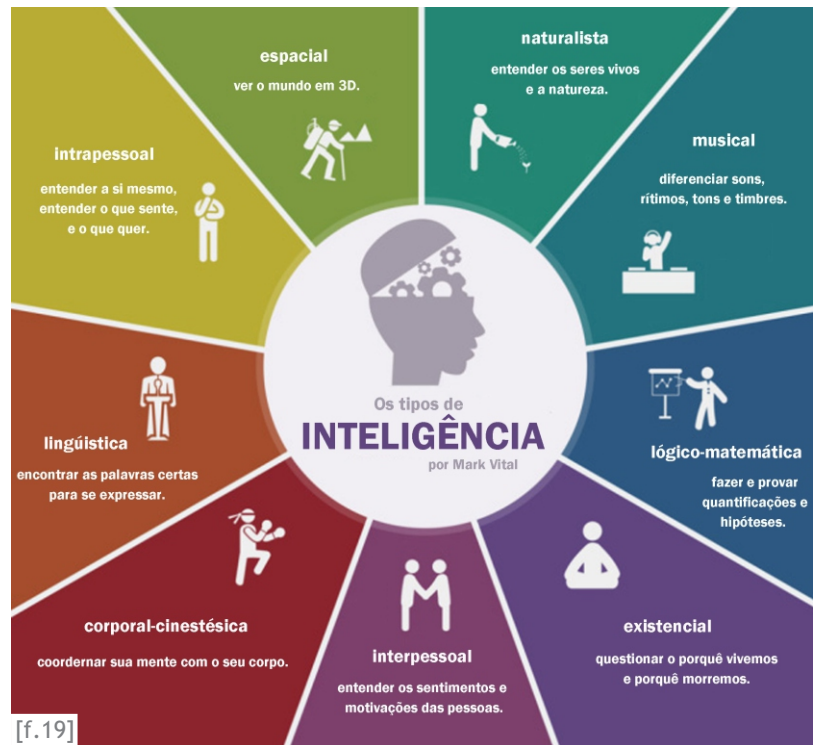 espacial
ver o mundo em 3D.
naturalista
entender os seres vivos
e a natureza.
musical
diferenciar sons,
rítimos, tons e timbres.
intrapessoal
entender a si mesmo,
entender o que sente,
e o que quer.
Os tipos de
INTELIGÊNCIA
por Mark Vital
lingúistica
encontrar as palavras certas
para se expressar.
lógico-matemática
fazer e provar
quantificações e
hipóteses.
corporal-cinestésica
coordernar sua mente com o seu corpo.
interpessoal
entender os sentimentos e
motivações das pessoas.
existencial
questionar o porquê vivemos
e porquê morremos.
[f.19]